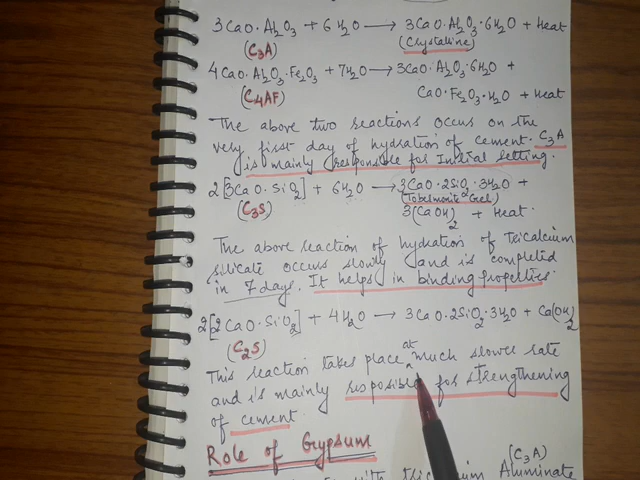 3CaO·Al₂O₃ + 6H₂O → 3CaO·Al₂O₃·6H₂O + Heat
(C₃A) (Crystalline)
4CaO·Al₂O₃·Fe₂O₃ + 7H₂O → 3CaO·Al₂O₃·6H₂O +
(C₄AF) CaO·Fe₂O₃·H₂O + Heat
The above two reactions occurs on the
very first day of hydration of cement. C₃A
is mainly responsible for Initial setting.
2[3CaO·SiO₂] + 6H₂O → 3CaO·2SiO₂·3H₂O +
(C₃S) (Tobelmorite Gel)
3(CaOH)₂ + Heat
The above reaction of hydration of Tricalcium
silicate occurs slowly and is completed
in 7 days. It helps in binding properties.
2[2CaO·SiO₂] + 4H₂O → 3CaO·2SiO₂·3H₂O + Ca(OH)₂
(C₂S)
This reaction takes place at much slower rate
and is mainly resposible for strengthening
of cement
Role of Gypsum
(C₃A)
Aluminate